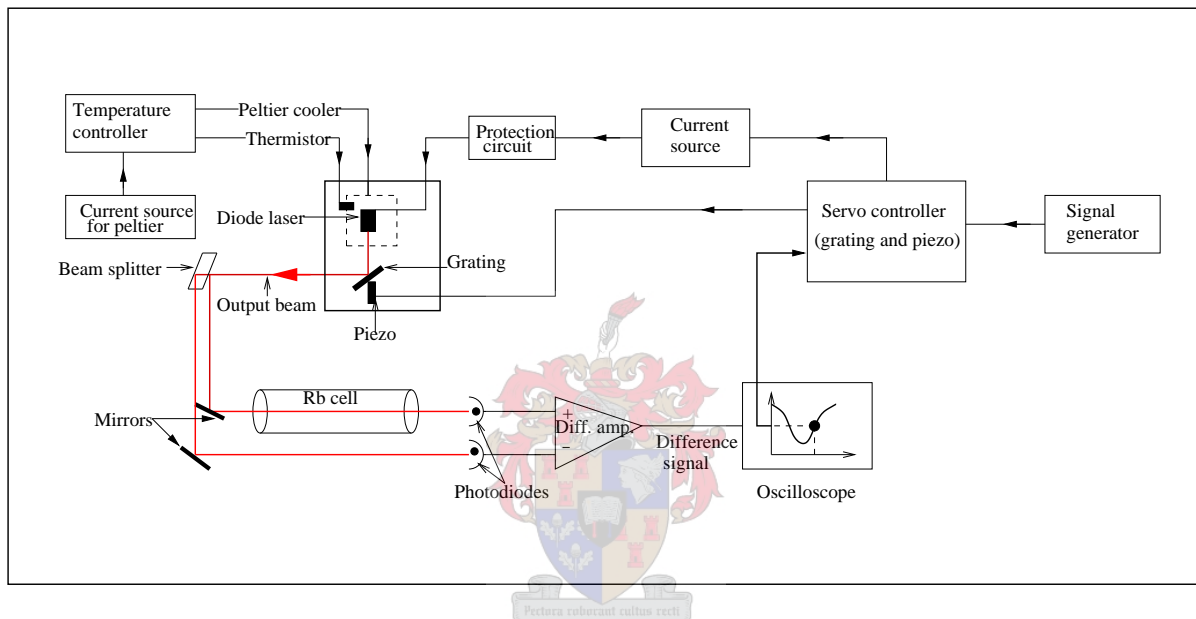 Temperature
controller
Peltier cooler
Thermistor
Current source
for peltier
Protection
circuit
Current
source
Diode laser
Servo controller
(grating and piezo)
Signal
generator
Beam splitter
Grating
Output beam
Piezo
Rb cell
Mirrors
+
Diff. amp.
−
Difference
signal
Photodiodes
Oscilloscope
Pectora roborant cultus recti